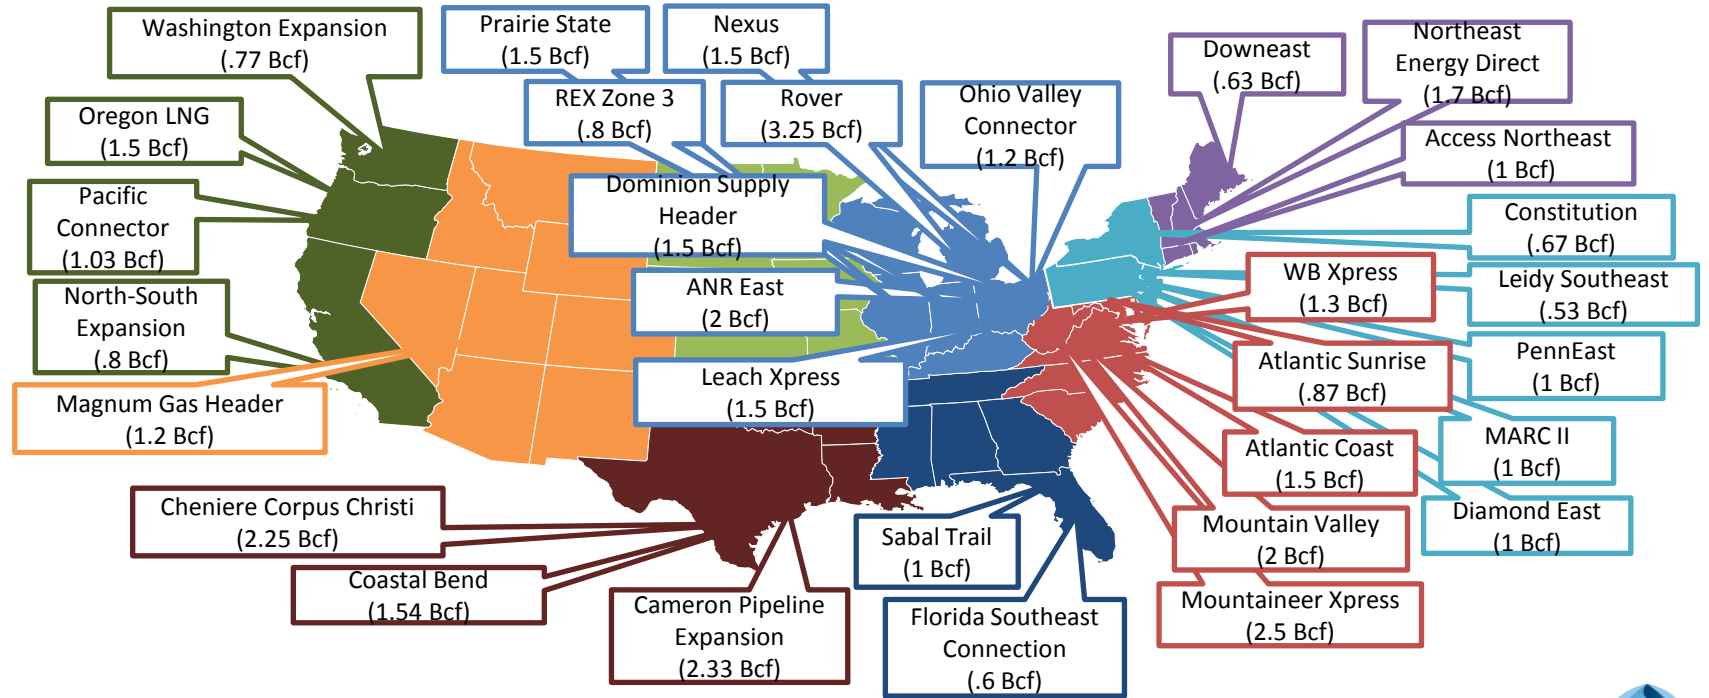 Washington Expansion
(.77 Bcf)
Prairie State
(1.5 Bcf)
Nexus
(1.5 Bcf)
Downeast
(.63 Bcf)
Northeast
Energy Direct
(1.7 Bcf)
Oregon LNG
(1.5 Bcf)
REX Zone 3
(.8 Bcf)
Rover
(3.25 Bcf)
Ohio Valley
Connector
(1.2 Bcf)
Access Northeast
(1 Bcf)
Pacific
Connector
(1.03 Bcf)
Dominion Supply
Header
(1.5 Bcf)
Constitution
(.67 Bcf)
WB Xpress
(1.3 Bcf)
Leidy Southeast
(.53 Bcf)
North-South
Expansion
(.8 Bcf)
ANR East
(2 Bcf)
PennEast
(1 Bcf)
Atlantic Sunrise
(.87 Bcf)
Magnum Gas Header
(1.2 Bcf)
Leach Xpress
(1.5 Bcf)
MARC II
(1 Bcf)
Atlantic Coast
(1.5 Bcf)
Cheniere Corpus Christi
(2.25 Bcf)
Sabal Trail
(1 Bcf)
Mountain Valley
(2 Bcf)
Diamond East
(1 Bcf)
Coastal Bend
(1.54 Bcf)
Cameron Pipeline
Expansion
(2.33 Bcf)
Florida Southeast
Connection
(.6 Bcf)
Mountaineer Xpress
(2.5 Bcf)